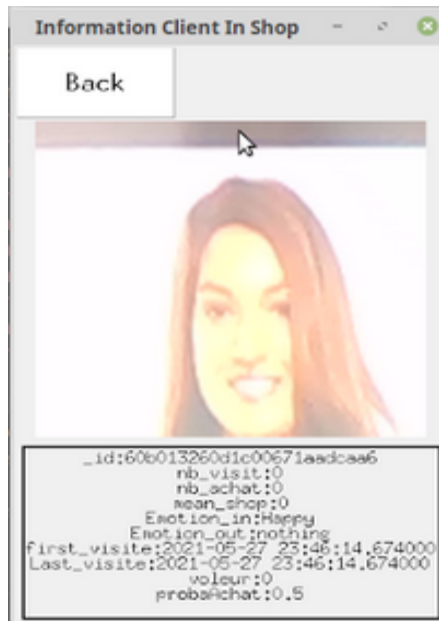 Information Client In Shop
Back
_id:60b013260d1c00671aadcaa6
nb_visit:0
nb_achat:0
mean_shop:0
Emotion_in:Happy
Emotion_out:nothing
first_visite:2021-05-27 23:46:14.674000
Last_visite:2021-05-27 23:46:14.674000
voleur:0
probaAchat:0.5